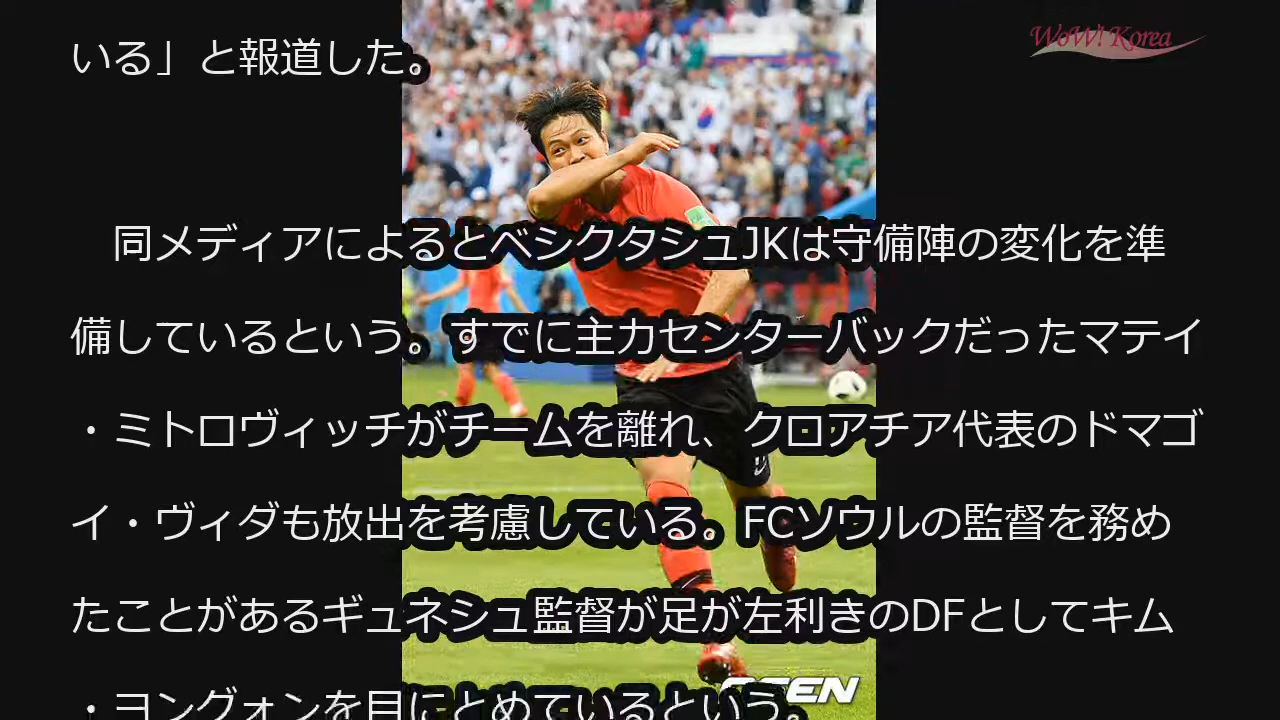 WoW! Korea
いる」と報道した。
同メディアによるとベシクタシュJKは守備陣の変化を準
備しているという。すでに主力センターバックだったマテイ
・ミトロヴィッチがチームを離れ、クロアチア代表のドマゴ
イ・ヴィダも放出を考慮している。FCソウルの監督を務め
たことがあるギュネシュ監督が足が左利きのDFとしてキム
・ヨングォンを目にとめているという。